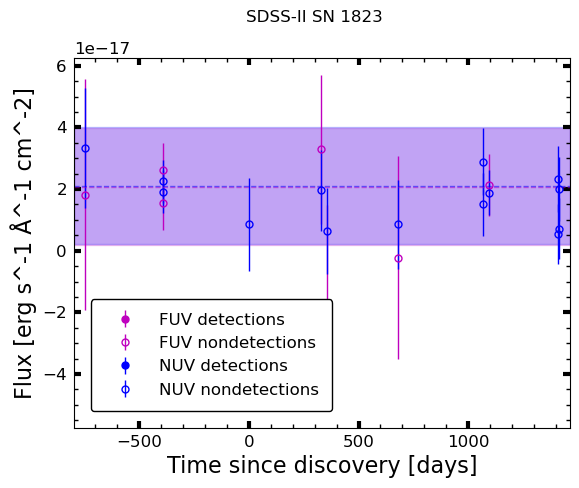 SDSS-II SN 1823
1e−17
6
4
2
0
−2
−4
Flux [erg s^-1 Å^-1 cm^-2]
FUV detections
FUV nondetections
NUV detections
NUV nondetections
−500 0 500 1000
Time since discovery [days]